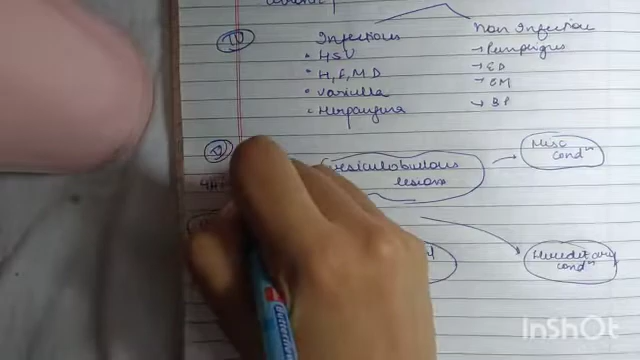 Infectious Non Infectious
• HSV → Pemphigus
• H, F, M D → ED
• Varicella → EM
• Herpangina → BP
Vesiculobullous lesions
Misc condⁿ
Hereditary condⁿ
InShOt